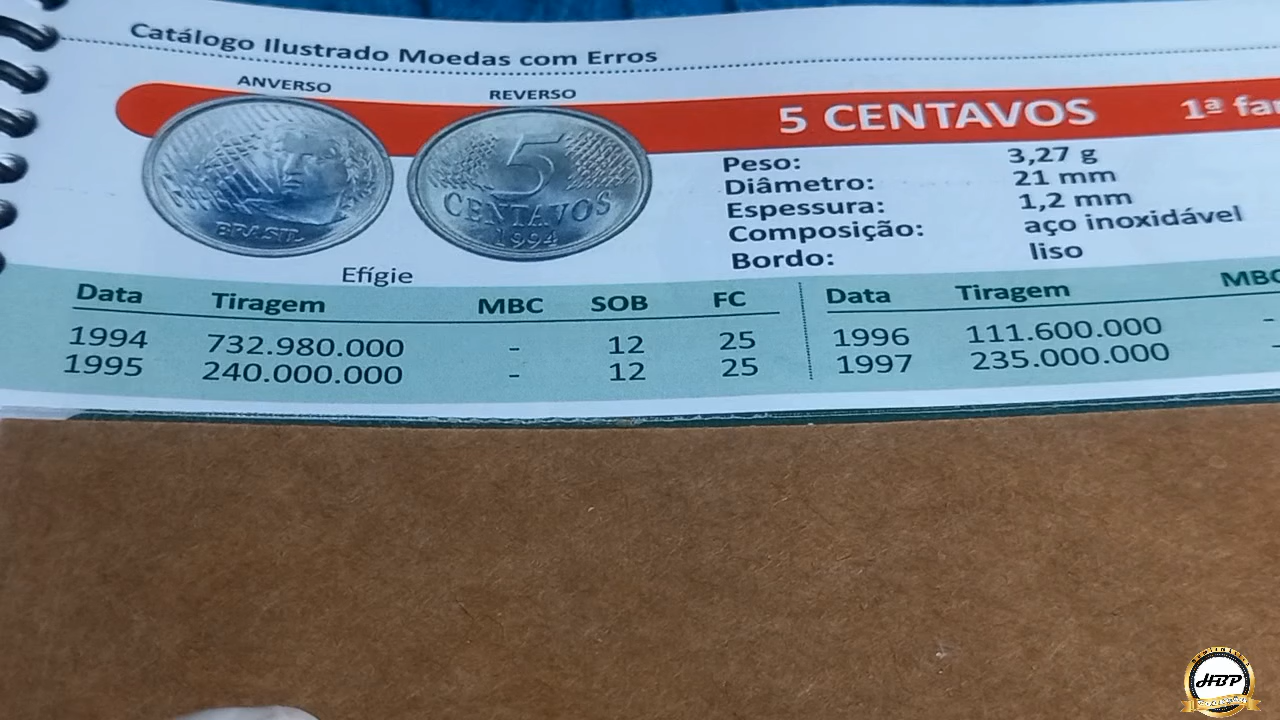 Catálogo Ilustrado Moedas com Erros
ANVERSO
REVERSO
5 CENTAVOS 1ª
BRASIL
5
CENTAVOS
1994
Peso: 3,27 g
Diâmetro: 21 mm
Espessura: 1,2 mm
Composição: aço inoxidável
Bordo: liso
Efígie
Data Tiragem MBC SOB FC
1994 732.980.000 - 12 25
1995 240.000.000 - 12 25
Data Tiragem MBC
1996 111.600.000 -
1997 235.000.000 -
HBP